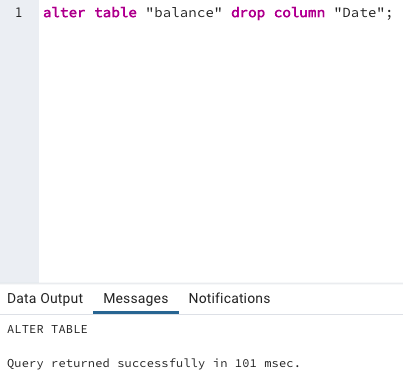 1 alter table "balance" drop column "Date";
Data Output Messages Notifications
ALTER TABLE
Query returned successfully in 101 msec.